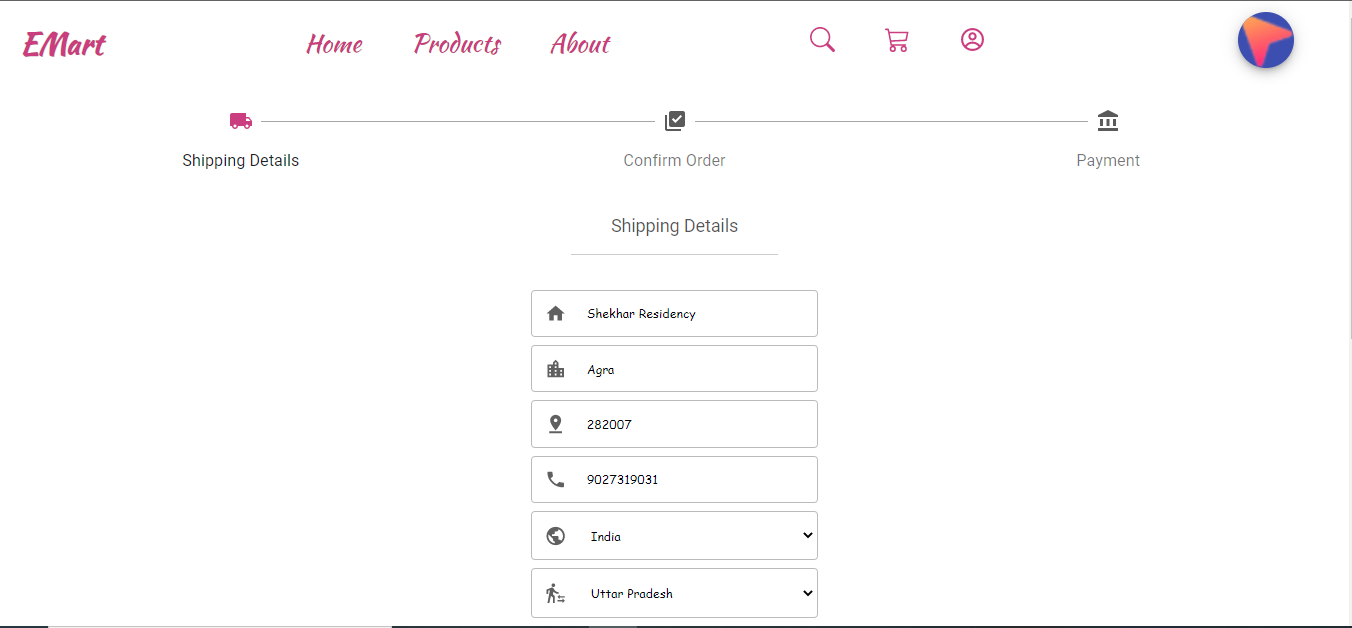 EMart Home Products About
Shipping Details Confirm Order Payment
Shipping Details
Shekhar Residency
Agra
282007
9027319031
India
Uttar Pradesh